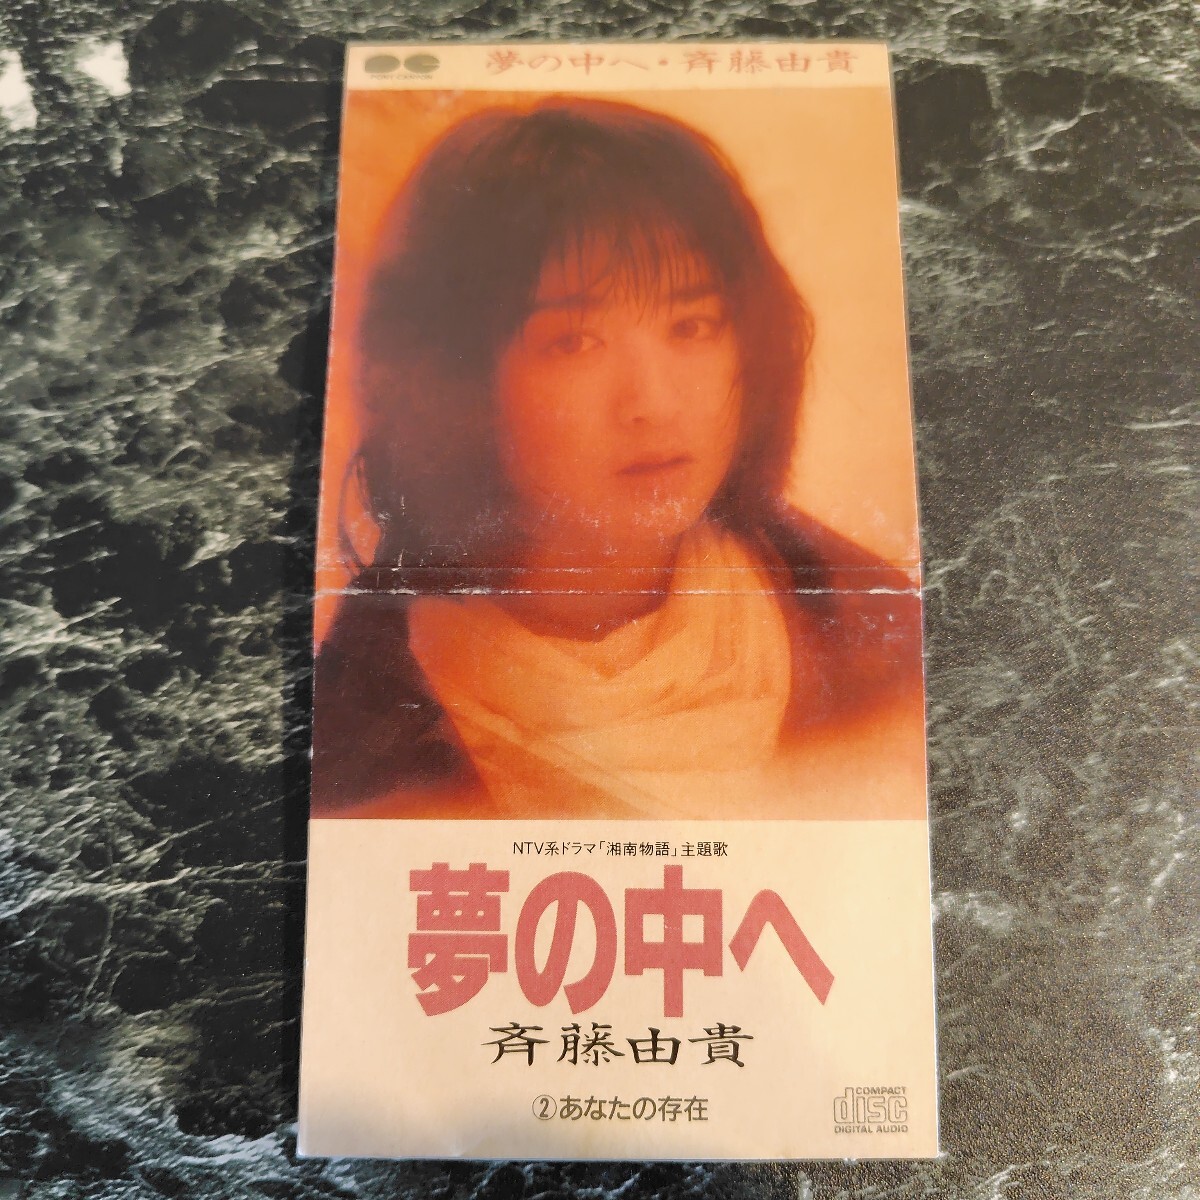 PONY CANYON
夢の中へ・斉藤由貴
NTV系ドラマ「湘南物語」主題歌
夢の中へ
斉藤由貴
②あなたの存在
COMPACT
disc
DIGITAL AUDIO